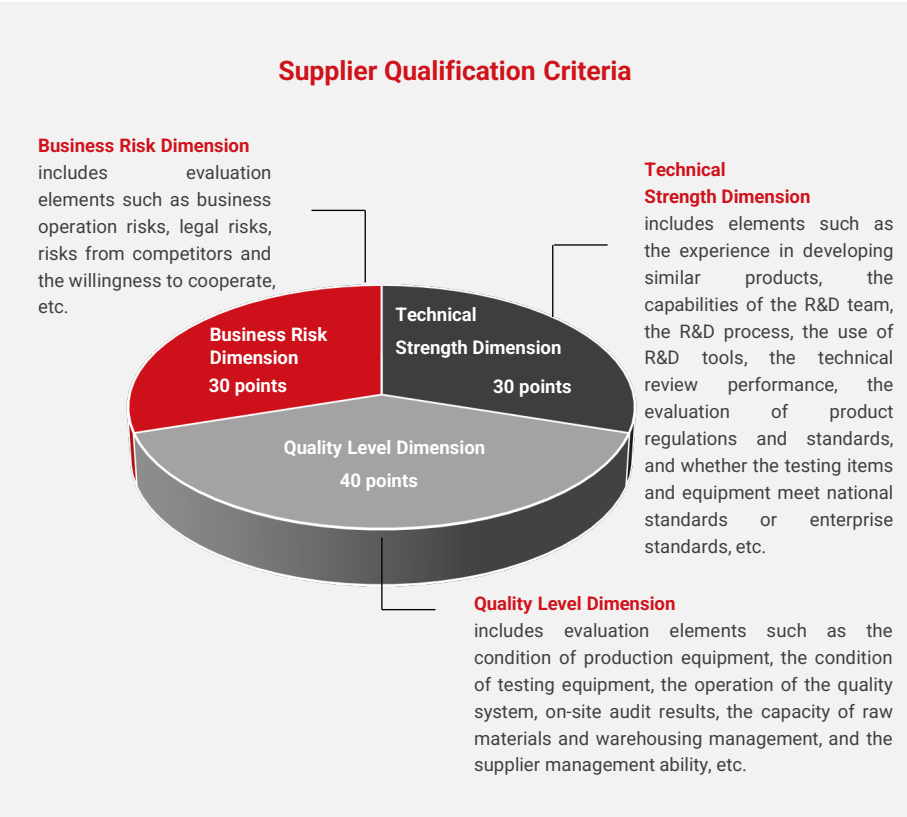 Supplier Qualification Criteria
Business Risk Dimension
includes evaluation
elements such as business
operation risks, legal risks,
risks from competitors and
the willingness to cooperate,
etc.
Technical
Strength Dimension
includes elements such as
the experience in developing
similar products, the
capabilities of the R&D team,
the R&D process, the use of
R&D tools, the technical
review performance, the
evaluation of product
regulations and standards,
and whether the testing items
and equipment meet national
standards or enterprise
standards, etc.
Business Risk
Dimension
30 points
Technical
Strength Dimension
30 points
Quality Level Dimension
40 points
Quality Level Dimension
includes evaluation elements such as the
condition of production equipment, the condition
of testing equipment, the operation of the quality
system, on-site audit results, the capacity of raw
materials and warehousing management, and the
supplier management ability, etc.